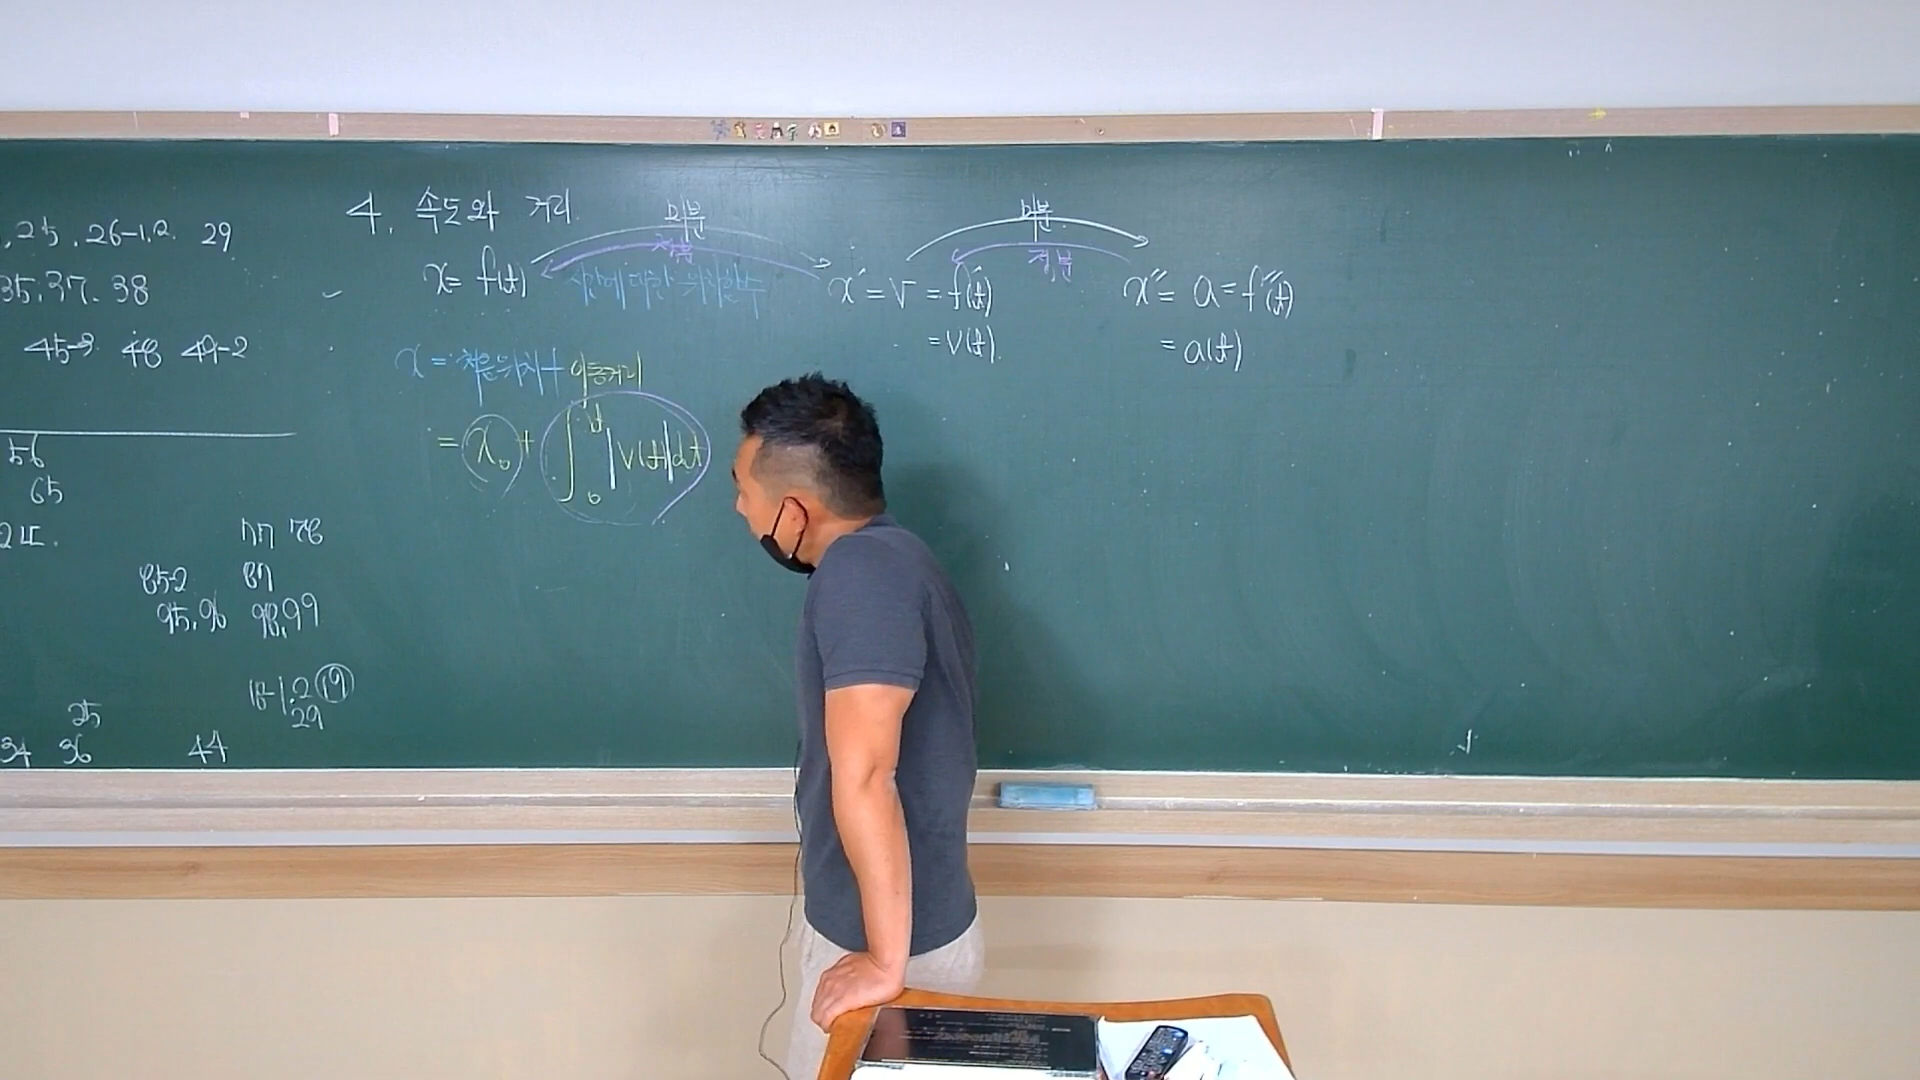 , 25, 26-1.2. 29
35.37. 38
45-3 48 49-2
56
65
77 78
85-2 87
95.96 98.99
18-1.2 19
29
25
34 36 44
4. 속도와 거리
미분
적분
x = f(t) 시간에 대한 위치함수
x' = v = f'(t)
= v(t).
미분
적분
x'' = a = f''(t)
= a(t)
x = 처음위치 + 이동거리
= x₀ + ∫ |v(t)|dt